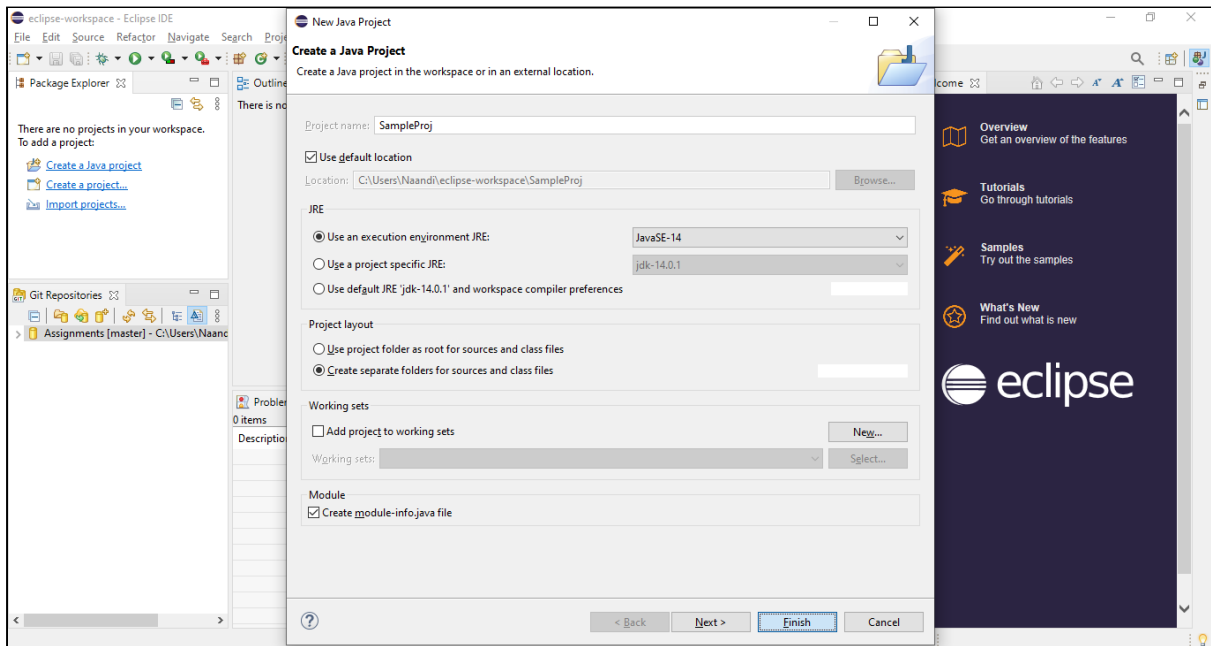 eclipse-workspace - Eclipse IDE
File Edit Source Refactor Navigate Search Proje
Package Explorer
There are no projects in your workspace.
To add a project:
Create a Java project
Create a project...
Import projects...
Git Repositories
Assignments [master] - C:\Users\Naand
Outline
There is no
Problem
0 items
Descriptio
New Java Project
Create a Java Project
Create a Java project in the workspace or in an external location.
Project name: SampleProj
Use default location
Location: C:\Users\Naandi\eclipse-workspace\SampleProj Browse...
JRE
Use an execution environment JRE: JavaSE-14
Use a project specific JRE: jdk-14.0.1
Use default JRE 'jdk-14.0.1' and workspace compiler preferences
Project layout
Use project folder as root for sources and class files
Create separate folders for sources and class files
Working sets
Add project to working sets New...
Working sets: Select...
Module
Create module-info.java file
< Back Next > Finish Cancel
come
Overview
Get an overview of the features
Tutorials
Go through tutorials
Samples
Try out the samples
What's New
Find out what is new
eclipse